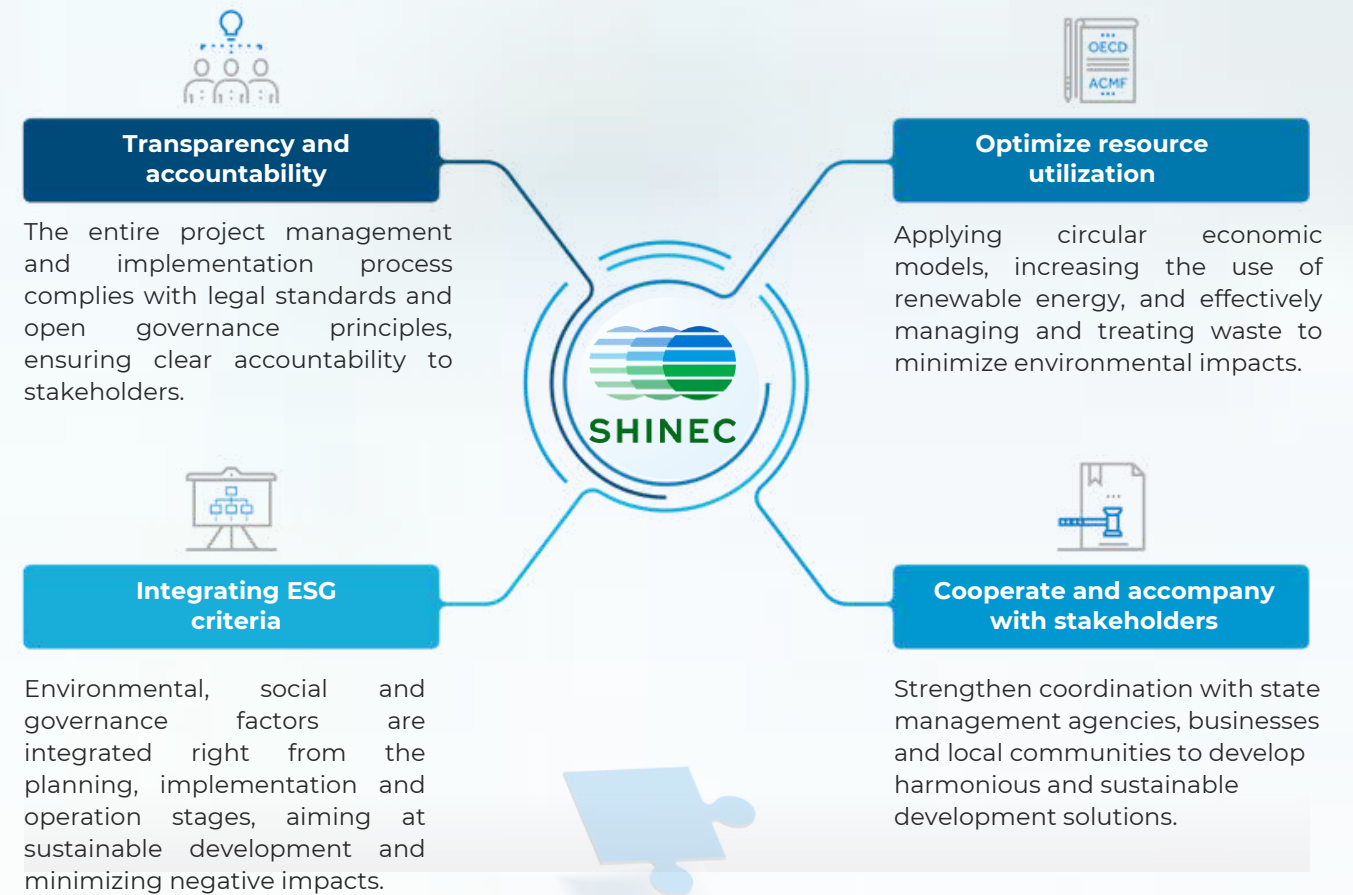 Transparency and
accountability
The entire project management
and implementation process
complies with legal standards and
open governance principles,
ensuring clear accountability to
stakeholders.
OECD
ACMF
Optimize resource
utilization
Applying circular economic
models, increasing the use of
renewable energy, and effectively
managing and treating waste to
minimize environmental impacts.
SHINEC
Integrating ESG
criteria
Environmental, social and
governance factors are
integrated right from the
planning, implementation and
operation stages, aiming at
sustainable development and
minimizing negative impacts.
Cooperate and accompany
with stakeholders
Strengthen coordination with state
management agencies, businesses
and local communities to develop
harmonious and sustainable
development solutions.